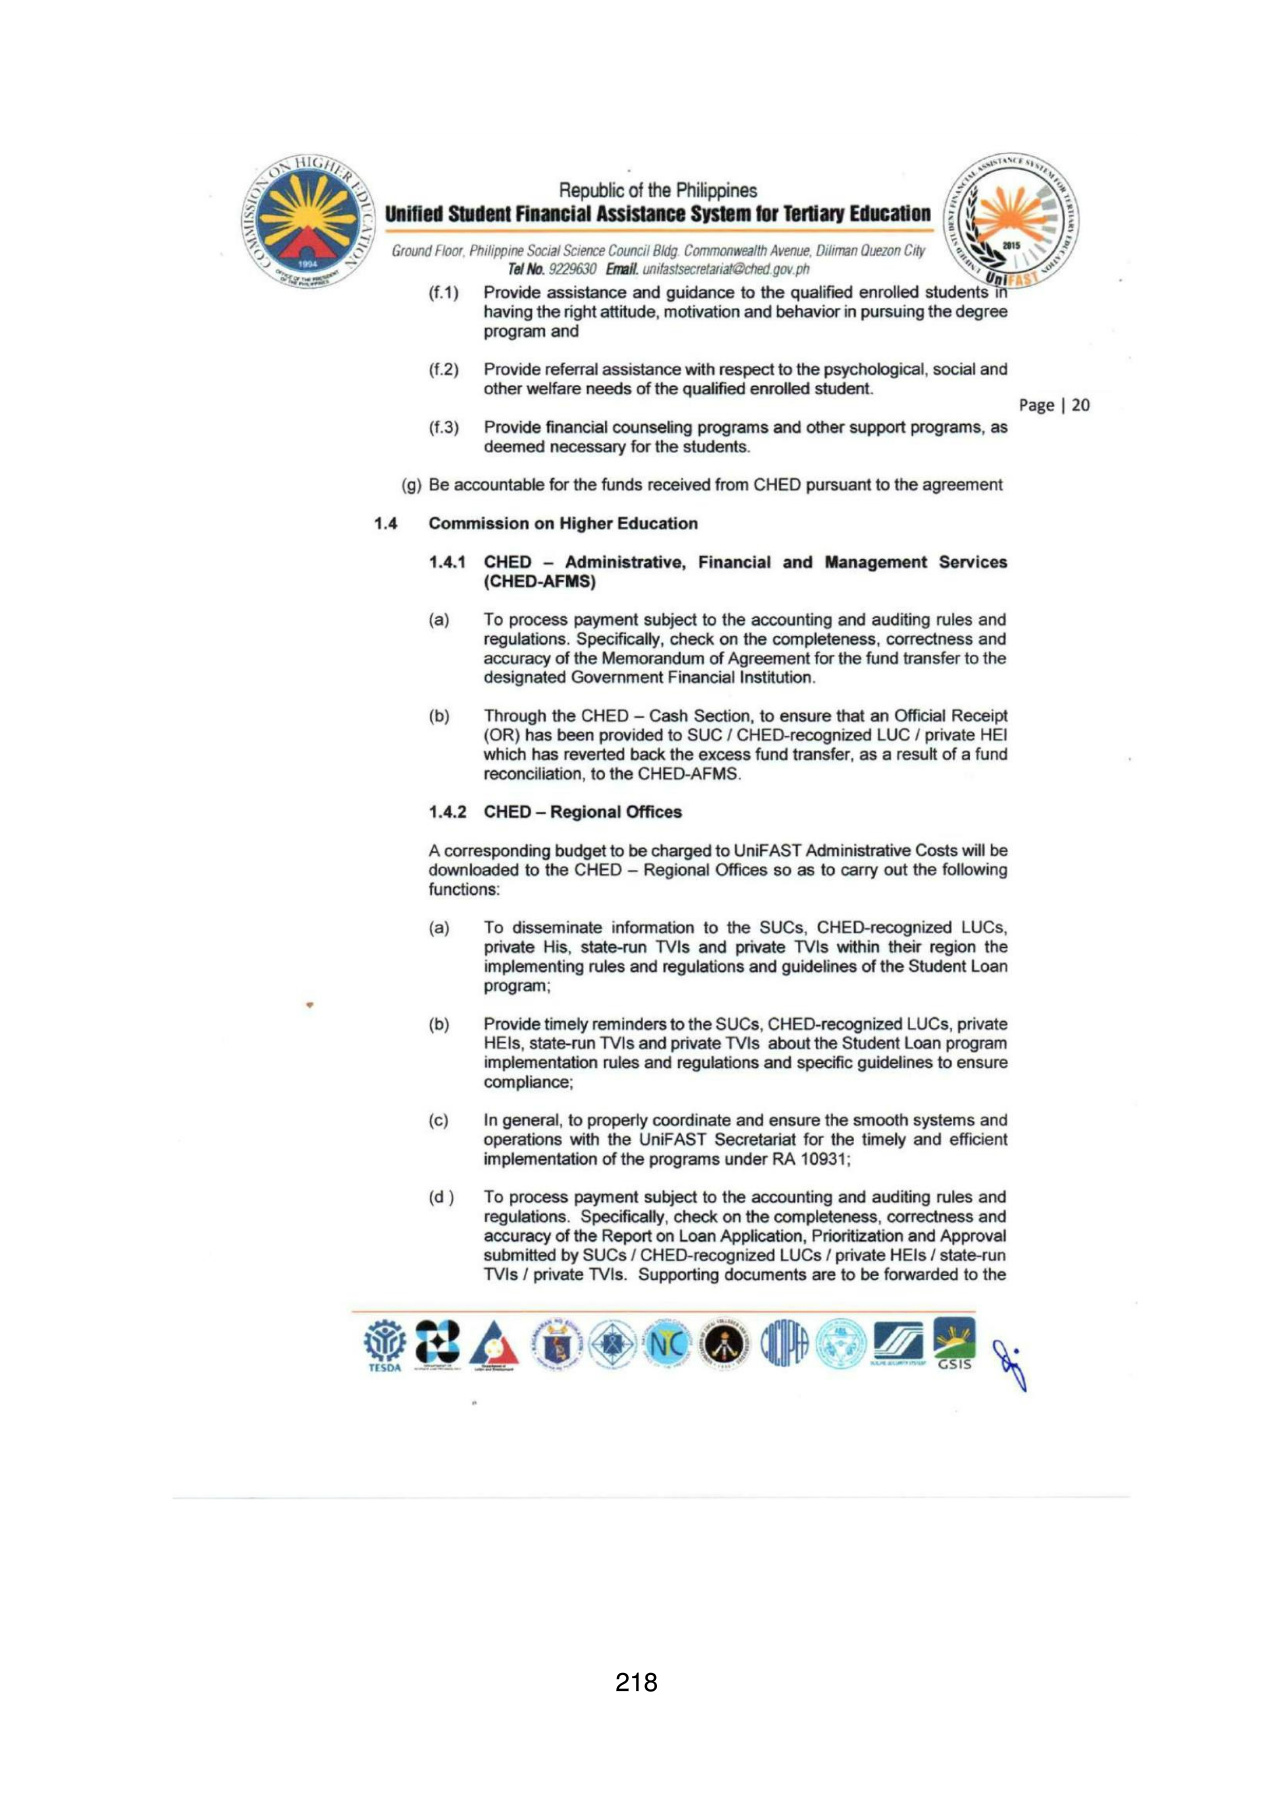 COMMISSION ON HIGHER EDUCATION
1994
OFFICE OF THE PRESIDENT
OF THE PHILIPPINES
Republic of the Philippines
Unified Student Financial Assistance System for Tertiary Education
Ground Floor, Philippine Social Science Council Bldg. Commonwealth Avenue, Diliman Quezon City
Tel No. 9229630 Email. unifastsecretariat@ched.gov.ph
UNIFIED STUDENT FINANCIAL ASSISTANCE SYSTEM FOR TERTIARY EDUCATION
2015
UniFAST
(f.1) Provide assistance and guidance to the qualified enrolled students in
having the right attitude, motivation and behavior in pursuing the degree
program and
(f.2) Provide referral assistance with respect to the psychological, social and
other welfare needs of the qualified enrolled student.
Page | 20
(f.3) Provide financial counseling programs and other support programs, as
deemed necessary for the students.
(g) Be accountable for the funds received from CHED pursuant to the agreement
1.4 Commission on Higher Education
1.4.1 CHED – Administrative, Financial and Management Services
(CHED-AFMS)
(a) To process payment subject to the accounting and auditing rules and
regulations. Specifically, check on the completeness, correctness and
accuracy of the Memorandum of Agreement for the fund transfer to the
designated Government Financial Institution.
(b) Through the CHED – Cash Section, to ensure that an Official Receipt
(OR) has been provided to SUC / CHED-recognized LUC / private HEI
which has reverted back the excess fund transfer, as a result of a fund
reconciliation, to the CHED-AFMS.
1.4.2 CHED – Regional Offices
A corresponding budget to be charged to UniFAST Administrative Costs will be
downloaded to the CHED – Regional Offices so as to carry out the following
functions:
(a) To disseminate information to the SUCs, CHED-recognized LUCs,
private His, state-run TVIs and private TVIs within their region the
implementing rules and regulations and guidelines of the Student Loan
program;
(b) Provide timely reminders to the SUCs, CHED-recognized LUCs, private
HEIs, state-run TVIs and private TVIs about the Student Loan program
implementation rules and regulations and specific guidelines to ensure
compliance;
(c) In general, to properly coordinate and ensure the smooth systems and
operations with the UniFAST Secretariat for the timely and efficient
implementation of the programs under RA 10931;
(d ) To process payment subject to the accounting and auditing rules and
regulations. Specifically, check on the completeness, correctness and
accuracy of the Report on Loan Application, Prioritization and Approval
submitted by SUCs / CHED-recognized LUCs / private HEIs / state-run
TVIs / private TVIs. Supporting documents are to be forwarded to the
TESDA
NYC
COCOPEA
GSIS
218